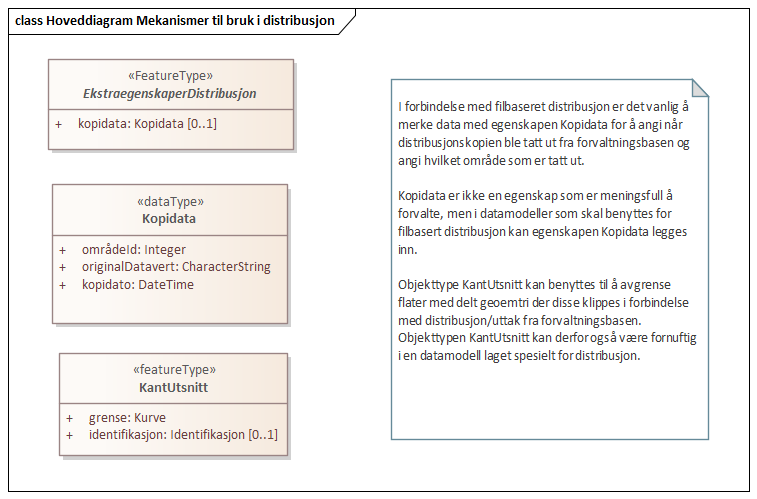 class Hoveddiagram Mekanismer til bruk i distribusjon
«FeatureType»
EkstraegenskaperDistribusjon
+ kopidata: Kopidata [0..1]
«dataType»
Kopidata
+ områdeId: Integer
+ originalDatavert: CharacterString
+ kopidato: DateTime
«featureType»
KantUtsnitt
+ grense: Kurve
+ identifikasjon: Identifikasjon [0..1]
I forbindelse med filbaseret distribusjon er det vanlig å
merke data med egenskapen Kopidata for å angi når
distribusjonskopien ble tatt ut fra forvaltningsbasen og
angi hvilket område som er tatt ut.
Kopidata er ikke en egenskap som er meningsfull å
forvalte, men i datamodeller som skal benyttes for
filbasert distribusjon kan egenskapen Kopidata legges
inn.
Objekttype KantUtsnitt kan benyttes til å avgrense
flater med delt geoemtri der disse klippes i forbindelse
med distribusjon/uttak fra forvaltningsbasen.
Objekttypen KantUtsnitt kan derfor også være fornuftig
i en datamodell laget spesielt for distribusjon.